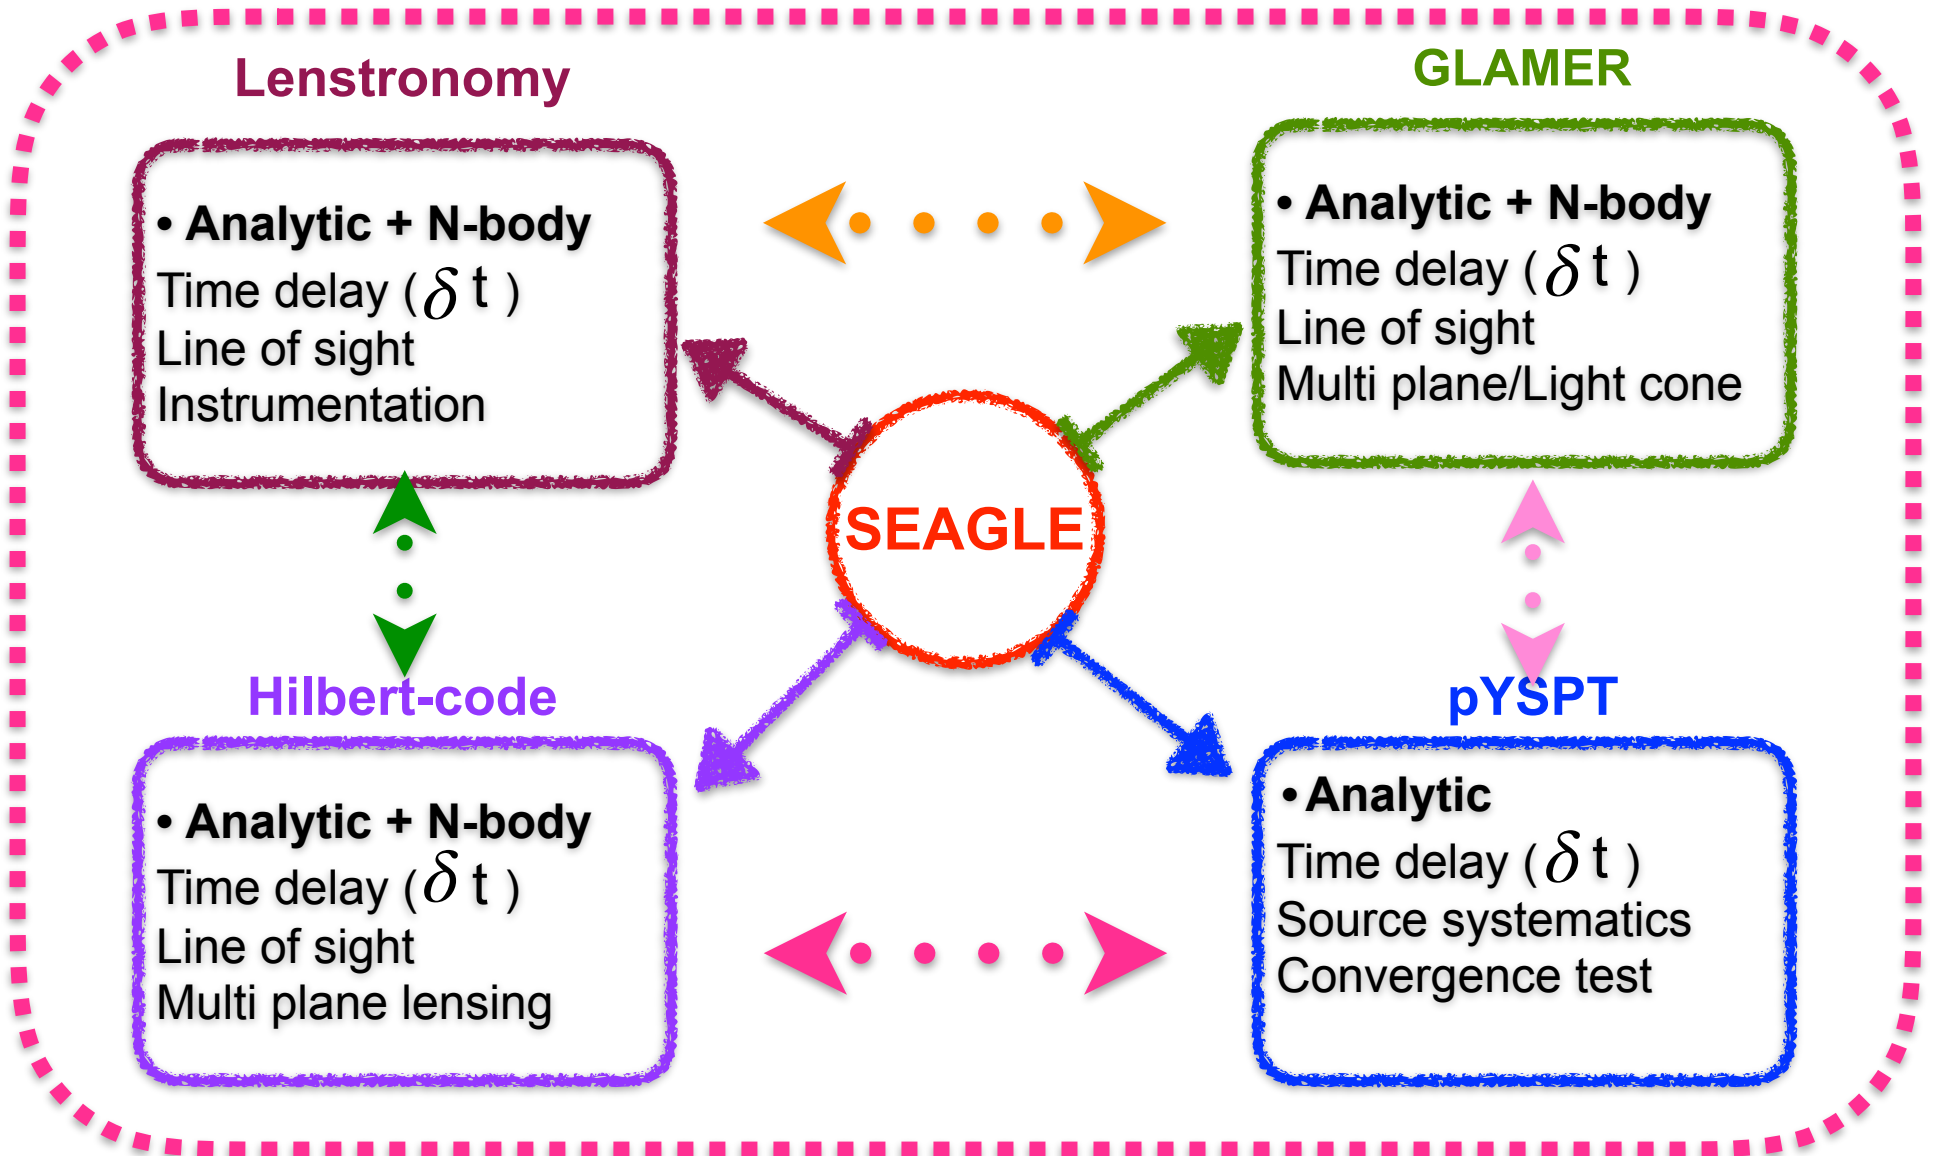 Lenstronomy
• Analytic + N-body
Time delay ( δ t )
Line of sight
Instrumentation
GLAMER
• Analytic + N-body
Time delay ( δ t )
Line of sight
Multi plane/Light cone
SEAGLE
Hilbert-code
• Analytic + N-body
Time delay ( δ t )
Line of sight
Multi plane lensing
pYSPT
• Analytic
Time delay ( δ t )
Source systematics
Convergence test